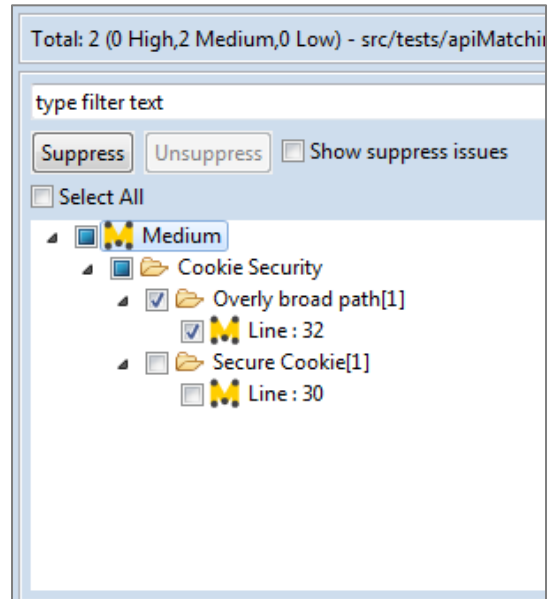 Total: 2 (0 High,2 Medium,0 Low) - src/tests/apiMatchin
type filter text
Suppress Unsuppress Show suppress issues
Select All
Medium
Cookie Security
Overly broad path[1]
Line : 32
Secure Cookie[1]
Line : 30